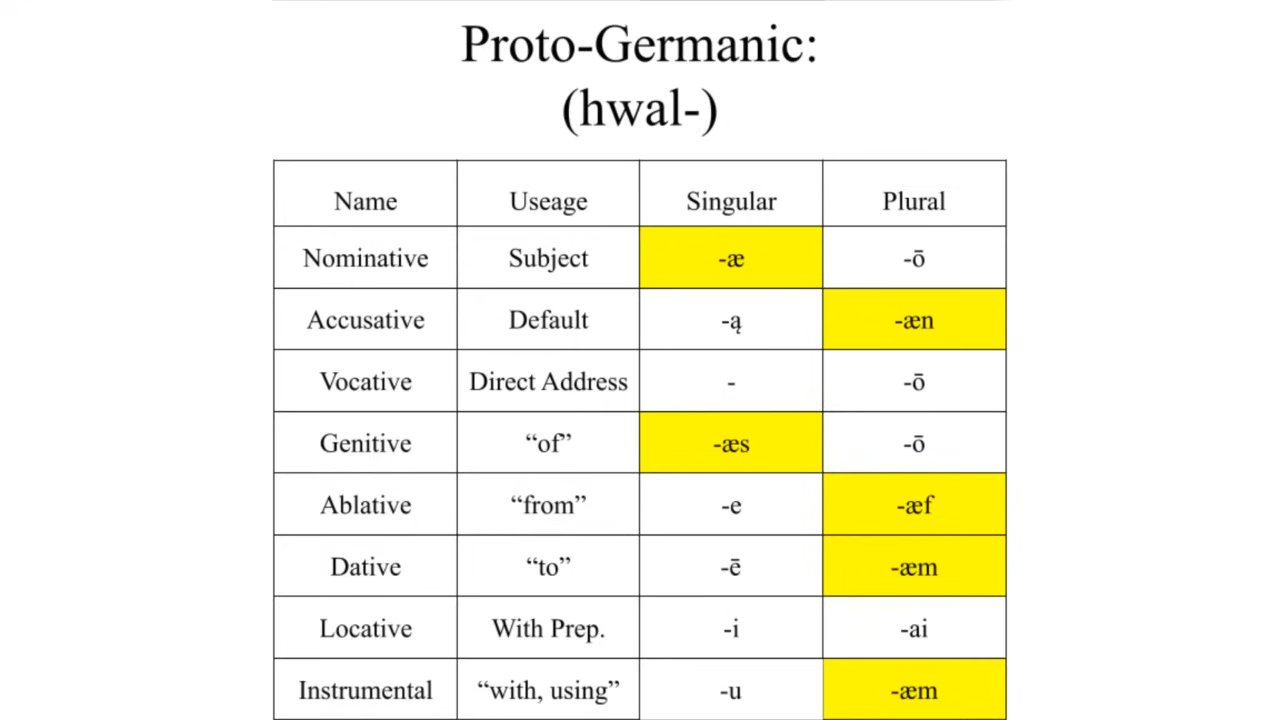 Proto-Germanic:
(hwal-)
Name Useage Singular Plural
Nominative Subject -æ -ō
Accusative Default -ą -æn
Vocative Direct Address - -ō
Genitive “of” -æs -ō
Ablative “from” -e -æf
Dative “to” -ē -æm
Locative With Prep. -i -ai
Instrumental “with, using” -u -æm